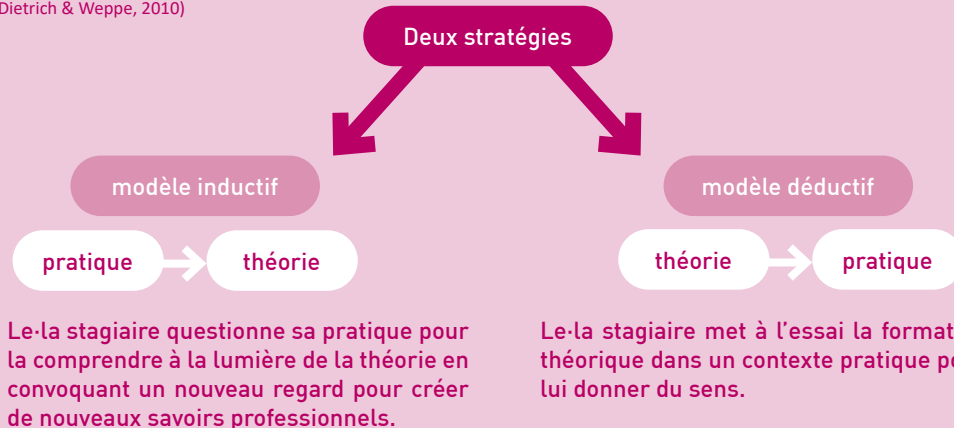 Dietrich & Weppe, 2010)
Deux stratégies
modèle inductif
pratique
théorie
Le·la stagiaire questionne sa pratique pour
la comprendre à la lumière de la théorie en
convoquant un nouveau regard pour créer
de nouveaux savoirs professionnels.
modèle déductif
théorie
pratique
Le·la stagiaire met à l’essai la format
théorique dans un contexte pratique po
lui donner du sens.